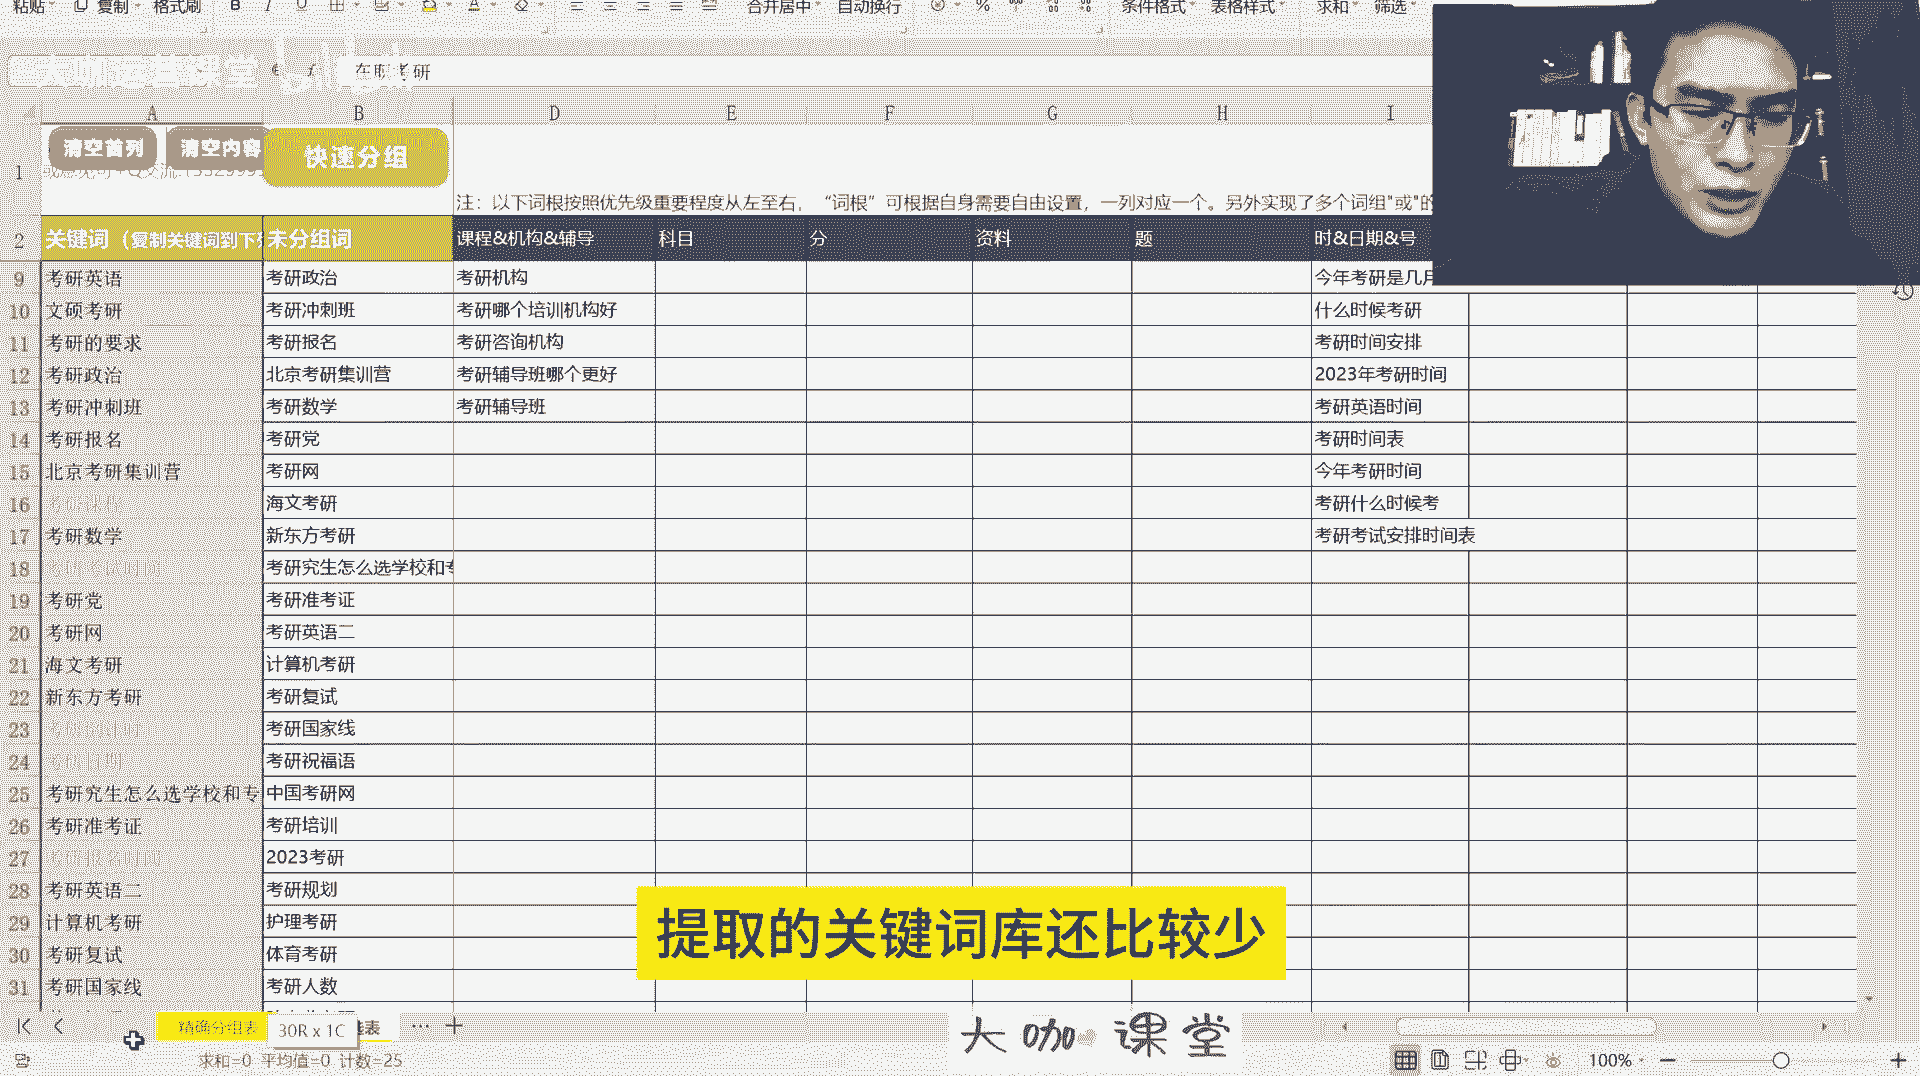 粘贴 复制 格式刷 B I U 合并居中 自动换行 % 条件格式 表格样式 求和 筛选
大咖运营课堂 在职考研
A B D E F G H I
清空首列 清空内容 快速分组
1
注：以下词根按照优先级重要程度从左至右，“词根”可根据自身需要自由设置，一列对应一个。另外实现了多个词组"或"的
2 关键词（复制关键词到下 未分组词 课程&机构&辅导 科目 分 资料 题 时&日期&号
9 考研英语 考研政治 考研机构 今年考研是几月
10 文硕考研 考研冲刺班 考研哪个培训机构好 什么时候考研
11 考研的要求 考研报名 考研咨询机构 考研时间安排
12 考研政治 北京考研集训营 考研辅导班哪个更好 2023年考研时间
13 考研冲刺班 考研数学 考研辅导班 考研英语时间
14 考研报名 考研党 考研时间表
15 北京考研集训营 考研网 今年考研时间
16 海文考研 考研什么时候考
17 考研数学 新东方考研 考研考试安排时间表
18 考研究生怎么选学校和专
19 考研党 考研准考证
20 考研网 考研英语二
21 海文考研 计算机考研
22 新东方考研 考研复试
23 考研国家线
24 考研日期 考研祝福语
25 考研究生怎么选学校和专 中国考研网
26 考研准考证 考研培训
27 考研报名时间 2023考研
28 考研英语二 考研规划
29 计算机考研 护理考研
30 考研复试 体育考研
31 考研国家线 考研人数
提取的关键词库还比较少
精确分组表 30R x 1C 表 ··· +
大咖课堂
求和=0 平均值=0 计数=25 100% — +